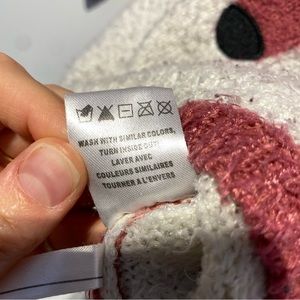 WASH WITH SIMILAR COLORS,
TURN INSIDE OUT!
LAVER AVEC
COULEURS SIMILAIRES
TOURNER A L'ENVERS